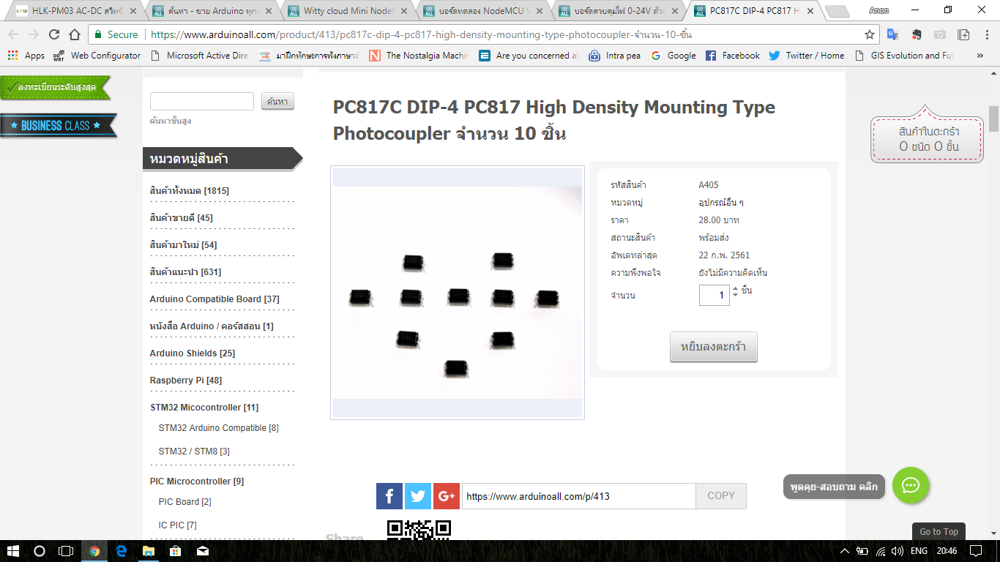 HLK-PM03 AC-DC สวิทช์
ค้นหา - ขาย Arduino ทุก
Witty cloud Mini NodeM
บอร์ดทดลอง NodeMCU V
บอร์ดควบคุมไฟ 0-24V ด้วย
PC817C DIP-4 PC817 H
Anon
Secure
https://www.arduinoall.com/product/413/pc817c-dip-4-pc817-high-density-mounting-type-photocoupler-จำนวน-10-ชิ้น
Apps
Web Configurator
Microsoft Active Dire
มาฝึกทักษะการฟังภาษาอั
The Nostalgia Machin
Are you concerned ab
Intra pea
Google
Facebook
Twitter / Home
GIS Evolution and Fut
ลงทะเบียนระดับสูงสุด
BUSINESS CLASS
ค้นหา
ค้นหาขั้นสูง
หมวดหมู่สินค้า
สินค้าทั้งหมด [1815]
สินค้าขายดี [45]
สินค้ามาใหม่ [54]
สินค้าแนะนำ [631]
Arduino Compatible Board [37]
หนังสือ Arduino / คอร์สสอน [1]
Arduino Shields [25]
Raspberry Pi [48]
STM32 Micocontroller [11]
STM32 Arduino Compatible [8]
STM32 / STM8 [3]
PIC Microcontroller [9]
PIC Board [2]
IC PIC [7]
PC817C DIP-4 PC817 High Density Mounting Type
Photocoupler จำนวน 10 ชิ้น
รหัสสินค้า A405
หมวดหมู่ อุปกรณ์อื่น ๆ
ราคา 28.00 บาท
สถานะสินค้า พร้อมส่ง
อัพเดทล่าสุด 22 ก.พ. 2561
ความพึงพอใจ ยังไม่มีความคิดเห็น
จำนวน 1 ชิ้น
หยิบลงตะกร้า
สินค้าในตะกร้า
0 ชนิด 0 ชิ้น
https://www.arduinoall.com/p/413
COPY
Share
พูดคุย-สอบถาม คลิก
Go to Top
ENG
20:46